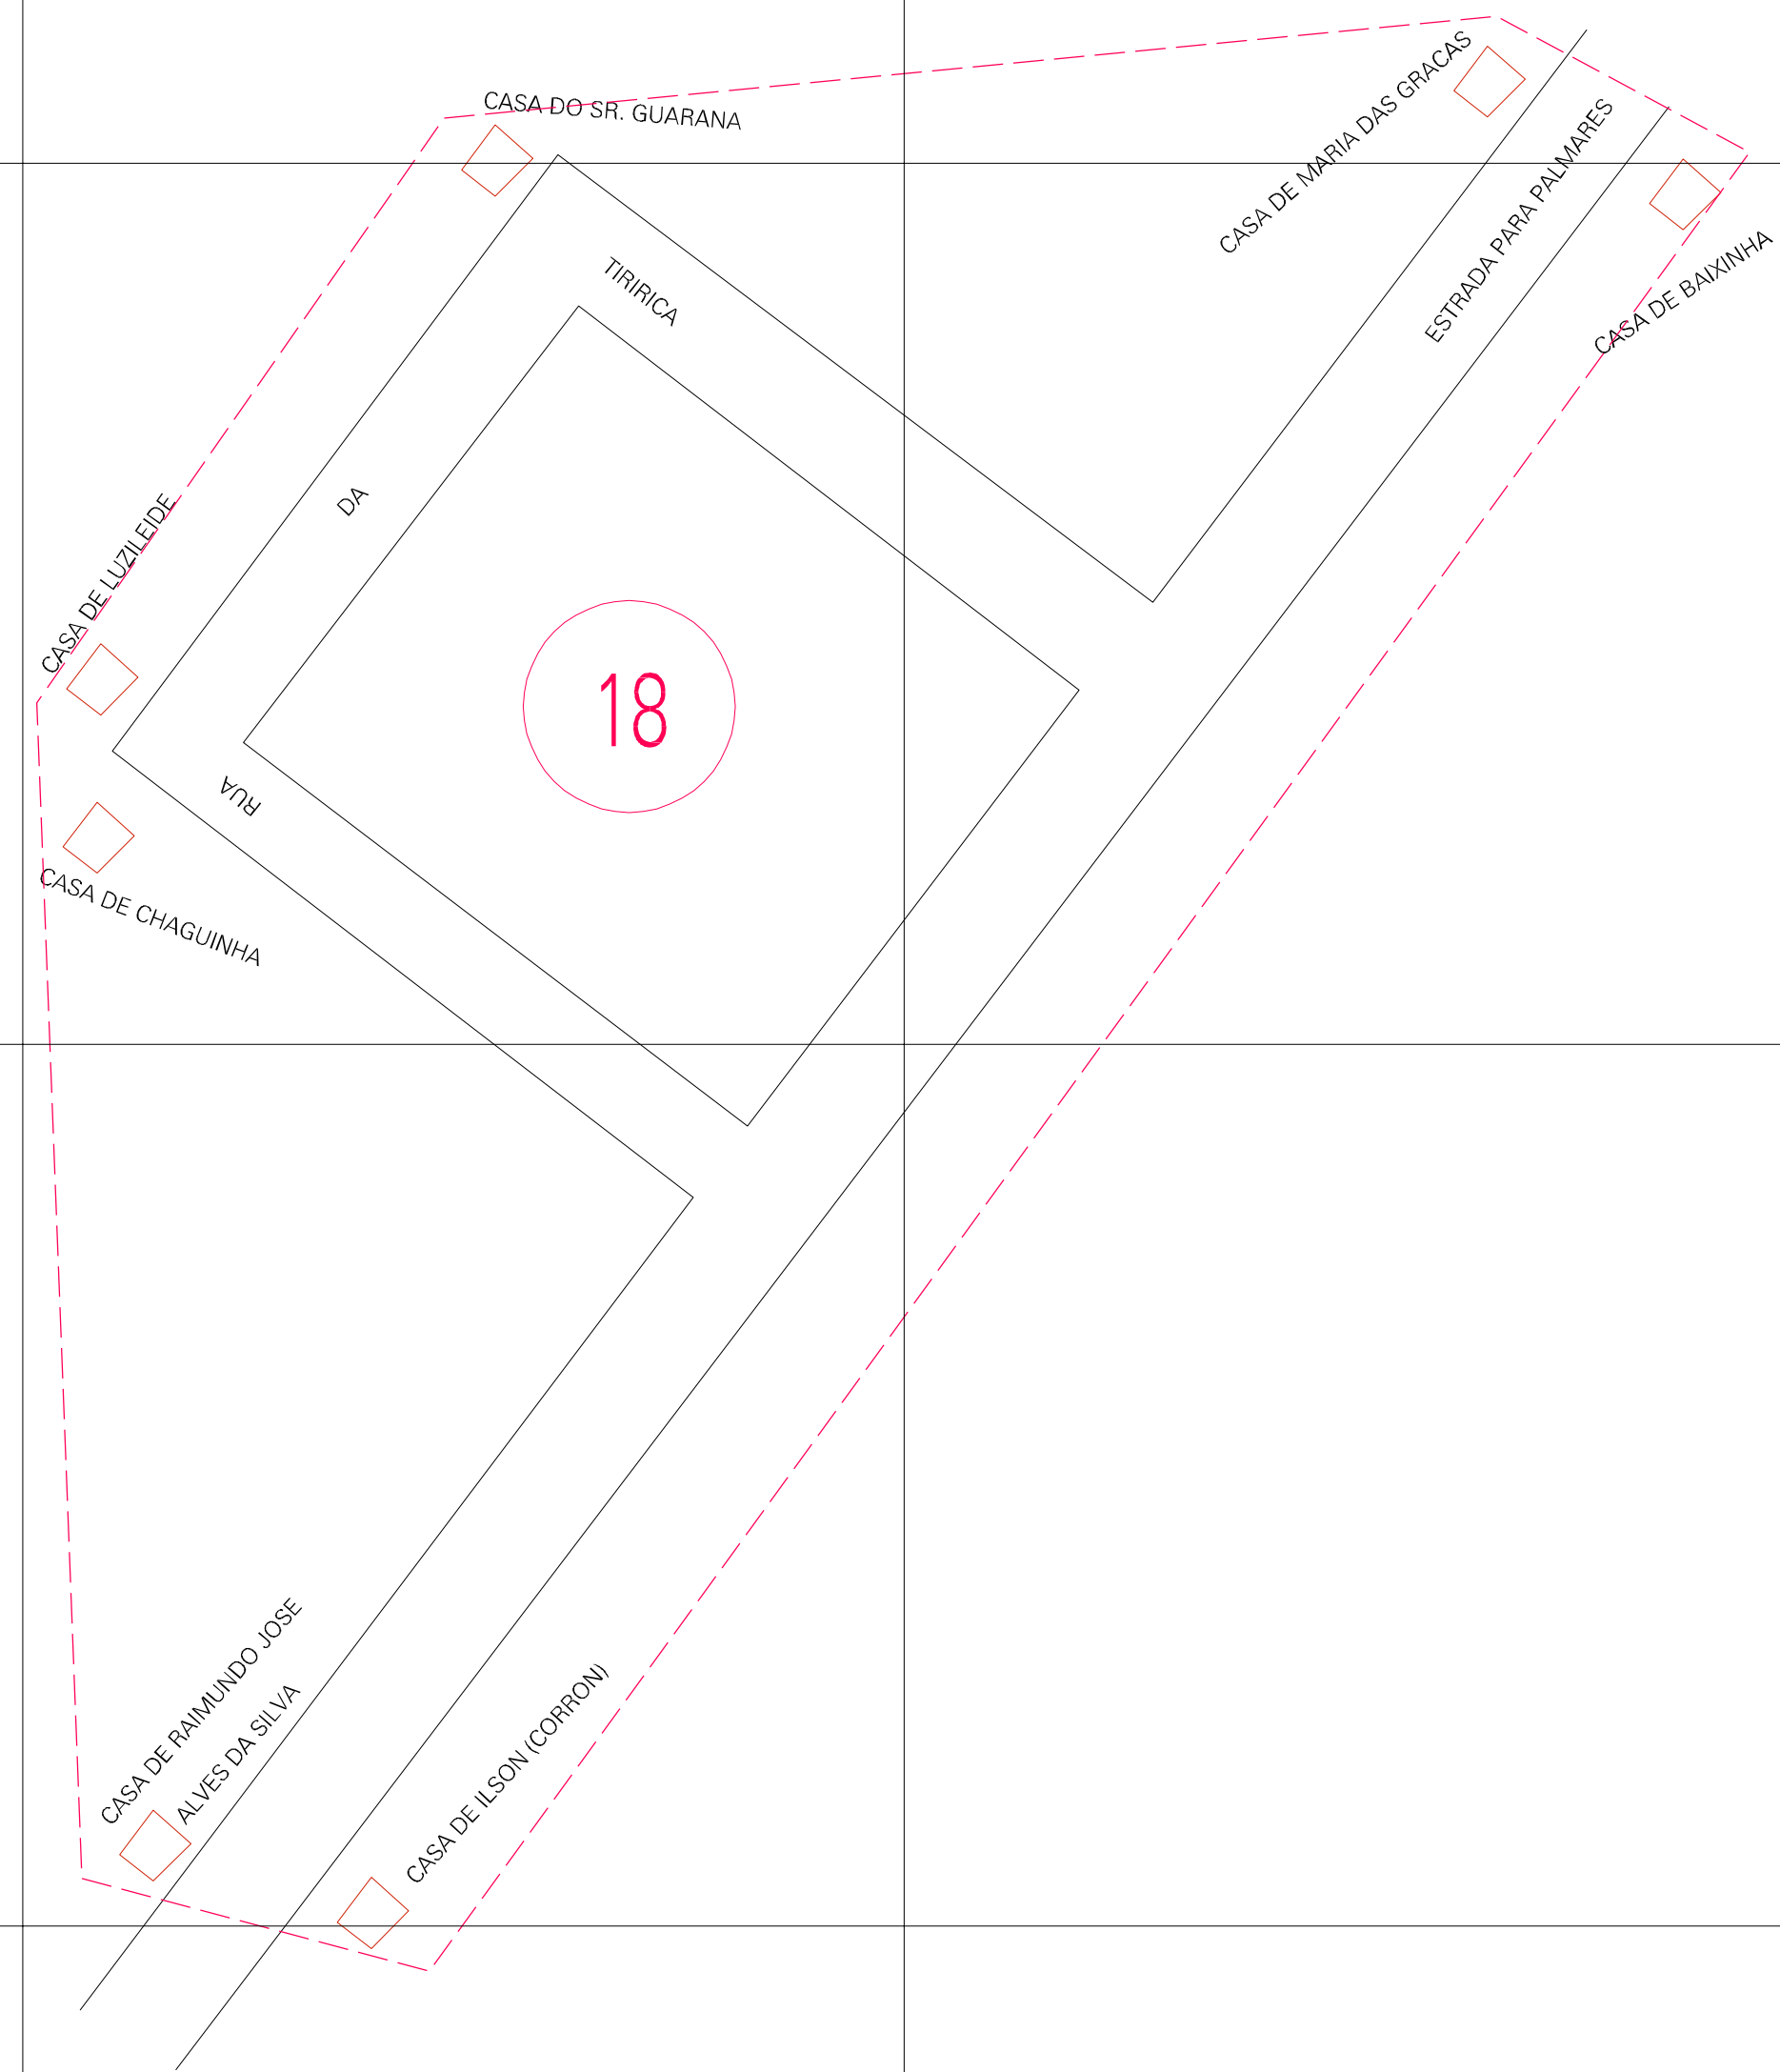 CASA DO SR. GUARANA
CASA DE MARIA DAS GRACAS
ESTRADA PARA PALMARES
CASA DE BAIXINHA
TIRIRICA
DA
RUA
CASA DE LUZILEIDE
18
CASA DE CHAGUINHA
CASA DE RAIMUNDO JOSE
ALVES DA SILVA
CASA DE ILSON (CORRON)